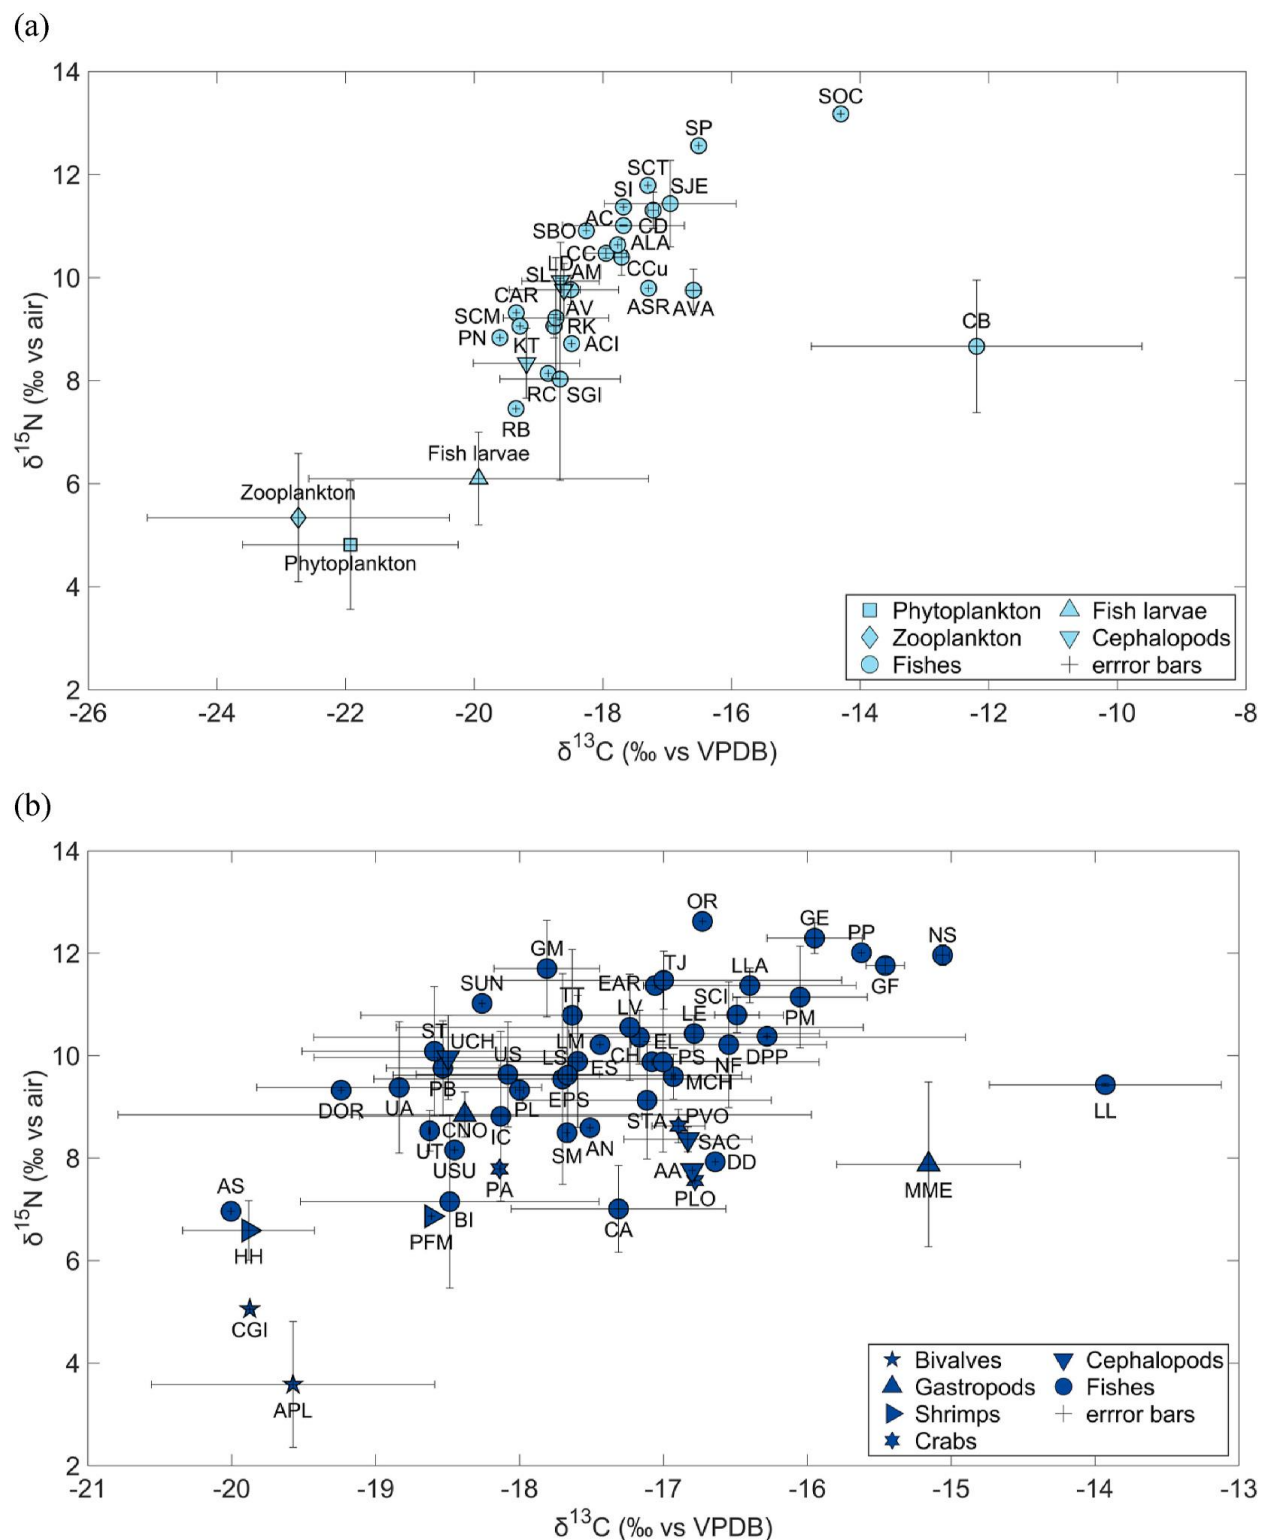 (a)
14
12
10
8
6
4
2
δ15N (‰ vs air)
SOC
SP
SCT
SI
SJE
AC
SBO
CD
CC
ALA
LD
CCu
SL
AM
ASR
AVA
CAR
AV
SCM
RK
PN
ACI
KT
CB
RC
SGI
RB
Fish larvae
Zooplankton
Phytoplankton
Phytoplankton
Fish larvae
Zooplankton
Cephalopods
Fishes
errror bars
-26 -24 -22 -20 -18 -16 -14 -12 -10 -8
δ13C (‰ vs VPDB)
(b)
14
12
10
8
6
4
2
δ15N (‰ vs air)
OR
GE
PP
NS
GM
TJ
LLA
GF
SUN
EAR
SCI
TT
LV
LE
PM
ST
UCH
US
LM
CH
EL
PS
NF
DPP
LS
ES
PB
MCH
DOR
UA
PL
EPS
LL
CNO
IC
STA
PVO
UT
SM
AN
SAC
USU
PA
AA
DD
PLO
MME
AS
BI
CA
HH
PFM
CGI
APL
Bivalves
Cephalopods
Gastropods
Fishes
Shrimps
errror bars
Crabs
-21 -20 -19 -18 -17 -16 -15 -14 -13
δ13C (‰ vs VPDB)